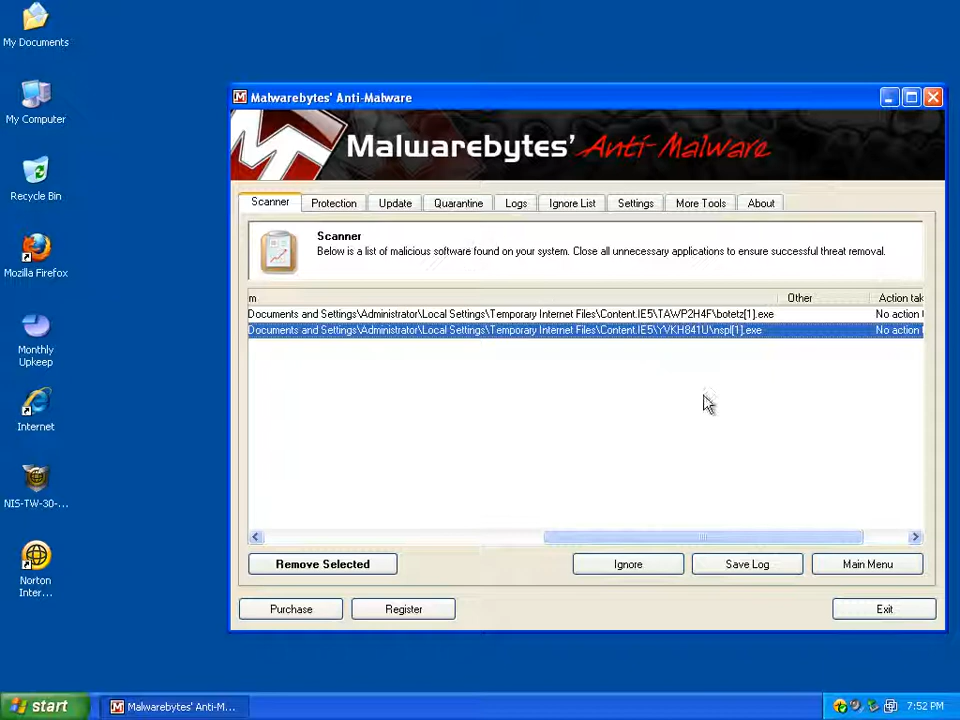 My Documents
My Computer
Recycle Bin
Mozilla Firefox
Monthly
Upkeep
Internet
NIS-TW-30-...
Norton
Inter...
Malwarebytes' Anti-Malware
Malwarebytes' Anti-Malware
Scanner
Protection
Update
Quarantine
Logs
Ignore List
Settings
More Tools
About
Scanner
Below is a list of malicious software found on your system. Close all unnecessary applications to ensure successful threat removal.
m Other Action tak
Documents and Settings\Administrator\Local Settings\Temporary Internet Files\Content.IE5\TAWP2H4F\botetz[1].exe No action
Documents and Settings\Administrator\Local Settings\Temporary Internet Files\Content.IE5\YVKH841U\nspl[1].exe No action
Remove Selected
Ignore
Save Log
Main Menu
Purchase
Register
Exit
start
Malwarebytes' Anti-M...
7:52 PM